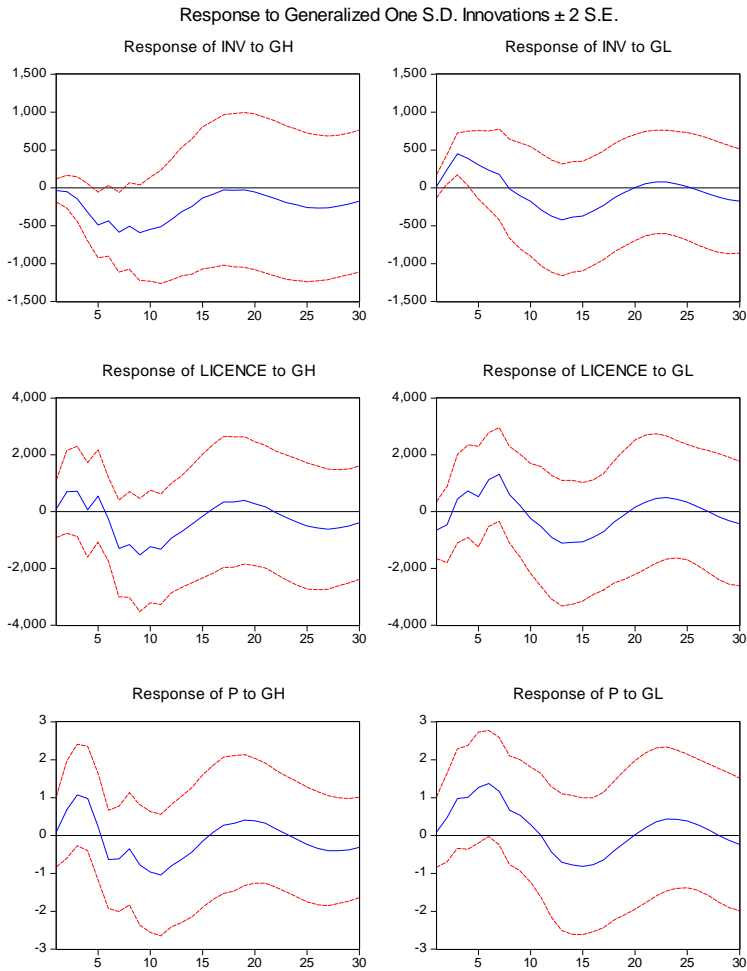 Response to Generalized One S.D. Innovations ± 2 S.E.
Response of INV to GH
1,500
1,000
500
0
-500
-1,000
-1,500
5 10 15 20 25 30
Response of INV to GL
1,500
1,000
500
0
-500
-1,000
-1,500
5 10 15 20 25 30
Response of LICENCE to GH
4,000
2,000
0
-2,000
-4,000
5 10 15 20 25 30
Response of LICENCE to GL
4,000
2,000
0
-2,000
-4,000
5 10 15 20 25 30
Response of P to GH
3
2
1
0
-1
-2
-3
5 10 15 20 25 30
Response of P to GL
3
2
1
0
-1
-2
-3
5 10 15 20 25 30